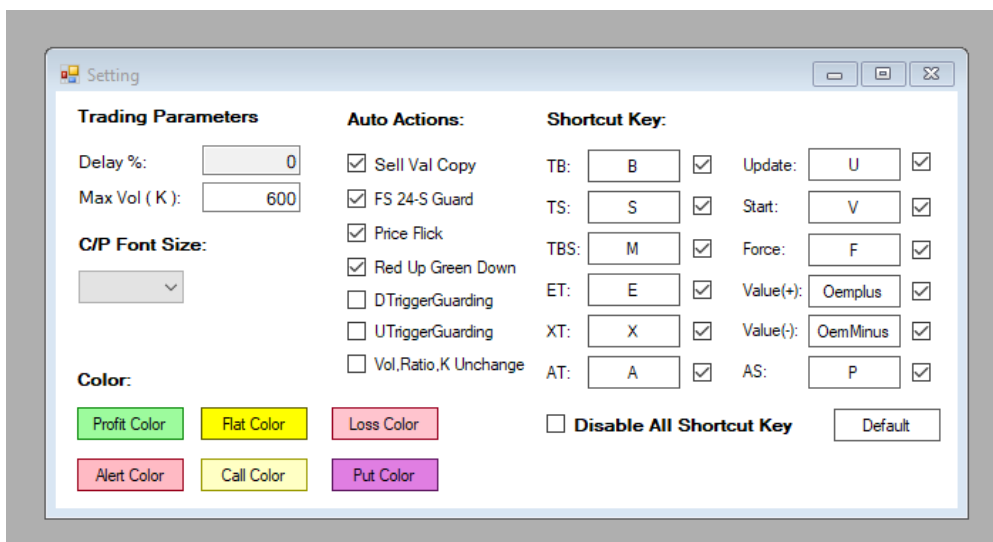 Setting
Trading Parameters
Delay %: 0
Max Vol ( K ): 600
C/P Font Size:
Color:
Profit Color Flat Color Loss Color
Alert Color Call Color Put Color
Auto Actions:
Sell Val Copy
FS 24-S Guard
Price Flick
Red Up Green Down
DTriggerGuarding
UTriggerGuarding
Vol,Ratio,K Unchange
Shortcut Key:
TB: B Update: U
TS: S Start: V
TBS: M Force: F
ET: E Value(+): Oemplus
XT: X Value(-): OemMinus
AT: A AS: P
Disable All Shortcut Key Default